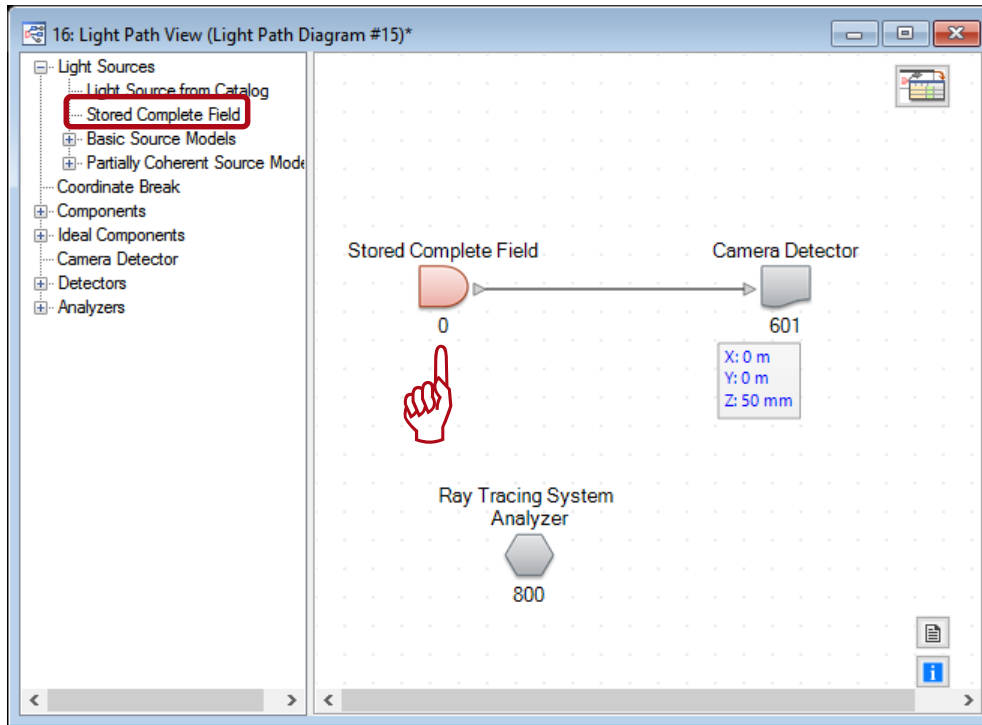 16: Light Path View (Light Path Diagram #15)*
Light Sources
Light Source from Catalog
Stored Complete Field
Basic Source Models
Partially Coherent Source Mode
Coordinate Break
Components
Ideal Components
Camera Detector
Detectors
Analyzers
Stored Complete Field
0
Camera Detector
601
X: 0 m
Y: 0 m
Z: 50 mm
Ray Tracing System
Analyzer
800